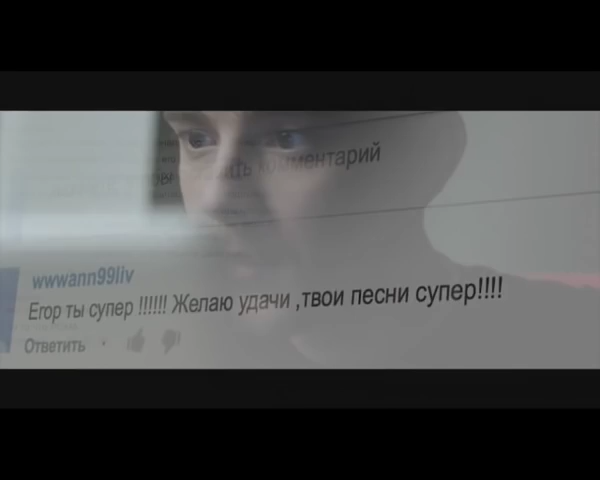 комментарий
wwwann99liv
Егор ты супер !!!!!! Желаю удачи ,твои песни супер!!!!
Ответить